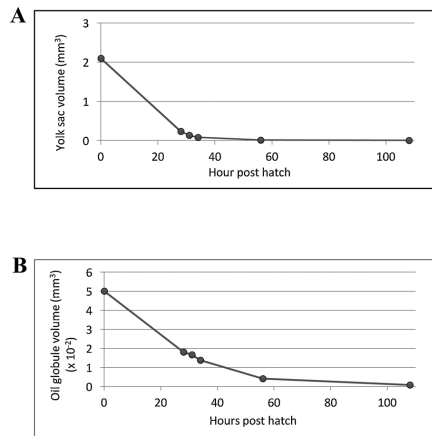 A
Yolk sac volume (mm³)
3
2
1
0
0 20 40 60 80 100
Hour post hatch
B
Oil globule volume (mm³)
(x 10⁻²)
6
5
4
3
2
1
0
0 20 40 60 80 100
Hours post hatch